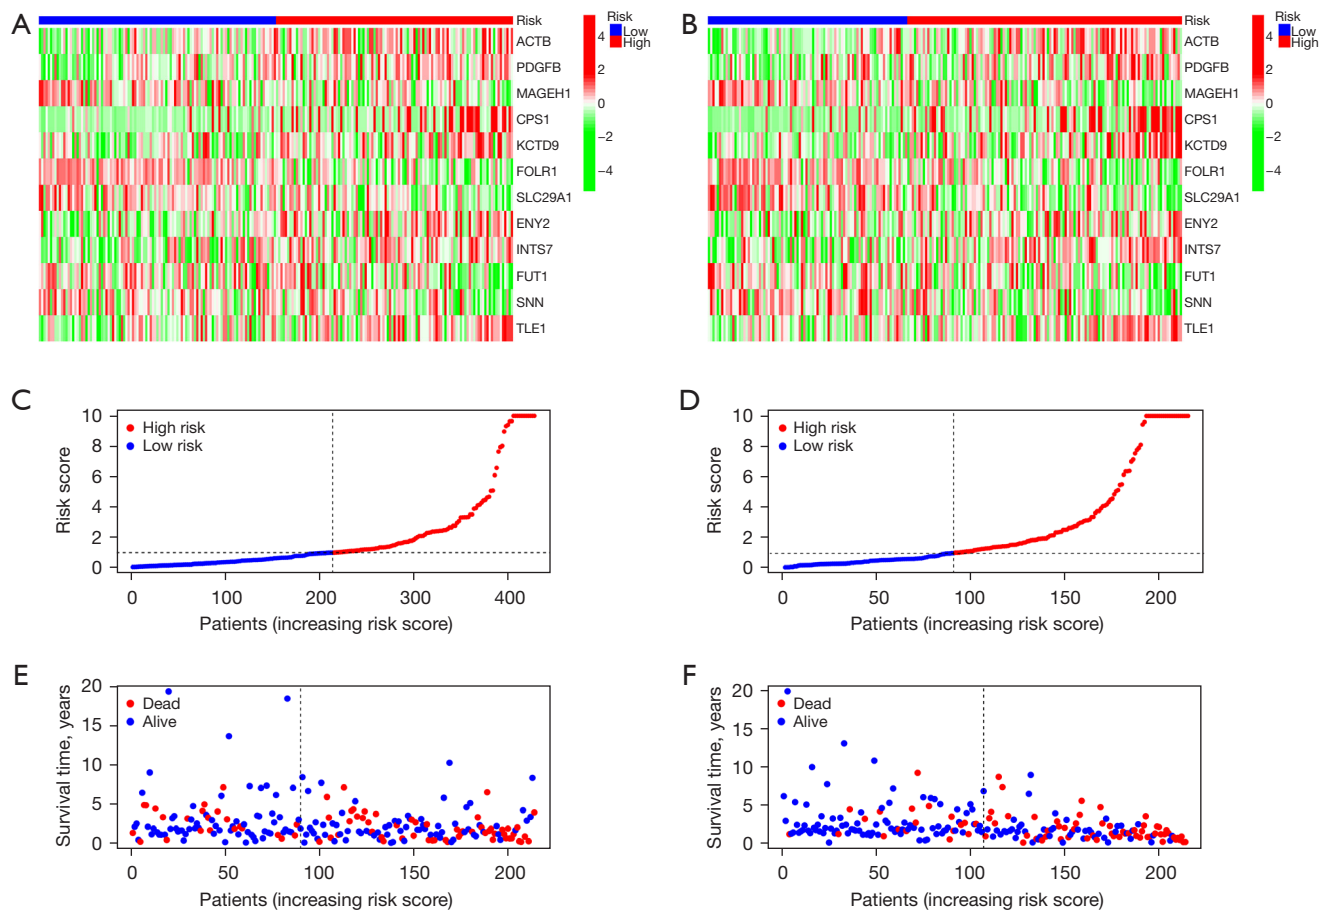 A
Risk
ACTB
PDGFB
MAGEH1
CPS1
KCTD9
FOLR1
SLC29A1
ENY2
INTS7
FUT1
SNN
TLE1
4
2
0
−2
−4
Risk
Low
High
B
Risk
ACTB
PDGFB
MAGEH1
CPS1
KCTD9
FOLR1
SLC29A1
ENY2
INTS7
FUT1
SNN
TLE1
4
2
0
−2
−4
Risk
Low
High
C
Risk score
10
8
6
4
2
0
High risk
Low risk
0 100 200 300 400
Patients (increasing risk score)
D
Risk score
10
8
6
4
2
0
High risk
Low risk
0 50 100 150 200
Patients (increasing risk score)
E
Survival time, years
20
15
10
5
0
Dead
Alive
0 50 100 150 200
Patients (increasing risk score)
F
Survival time, years
20
15
10
5
0
Dead
Alive
0 50 100 150 200
Patients (increasing risk score)